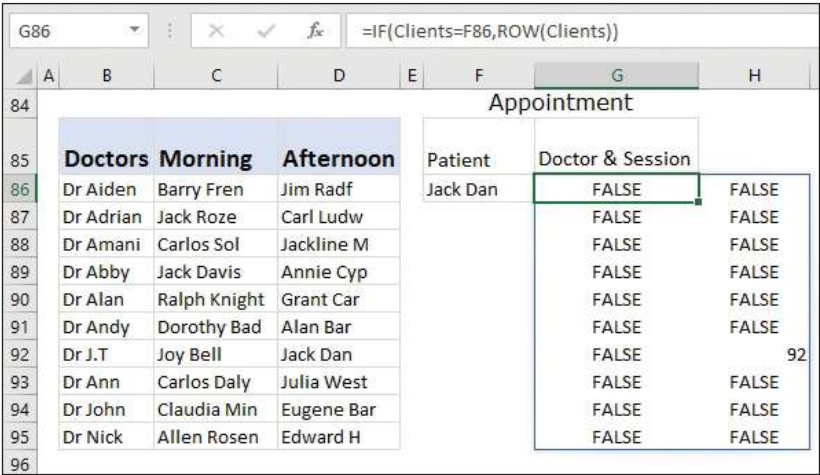 G86 fx =IF(Clients=F86,ROW(Clients))
A B C D E F G H
84 Appointment
85 Doctors Morning Afternoon Patient Doctor & Session
86 Dr Aiden Barry Fren Jim Radf Jack Dan FALSE FALSE
87 Dr Adrian Jack Roze Carl Ludw FALSE FALSE
88 Dr Amani Carlos Sol Jackline M FALSE FALSE
89 Dr Abby Jack Davis Annie Cyp FALSE FALSE
90 Dr Alan Ralph Knight Grant Car FALSE FALSE
91 Dr Andy Dorothy Bad Alan Bar FALSE FALSE
92 Dr J.T Joy Bell Jack Dan FALSE 92
93 Dr Ann Carlos Daly Julia West FALSE FALSE
94 Dr John Claudia Min Eugene Bar FALSE FALSE
95 Dr Nick Allen Rosen Edward H FALSE FALSE
96